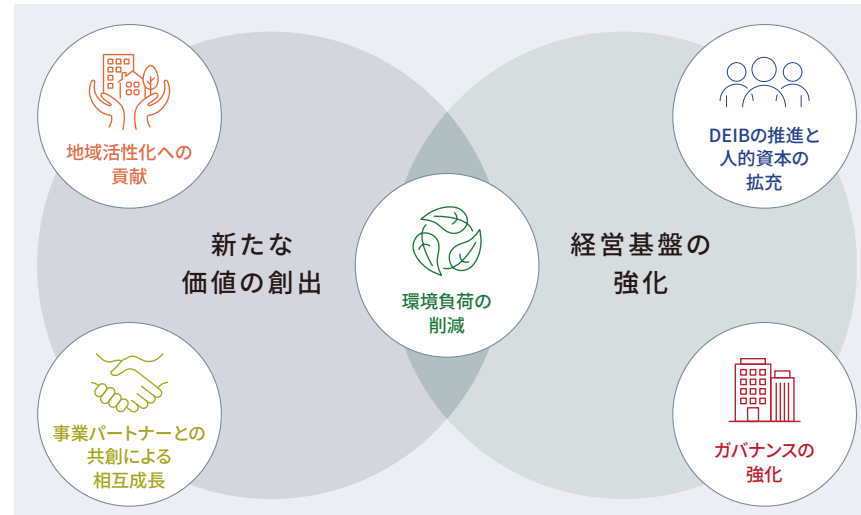 地域活性化への
貢献
新たな
価値の創出
事業パートナーとの
共創による
相互成長
環境負荷の
削減
DEIBの推進と
人的資本の
拡充
経営基盤の
強化
ガバナンスの
強化